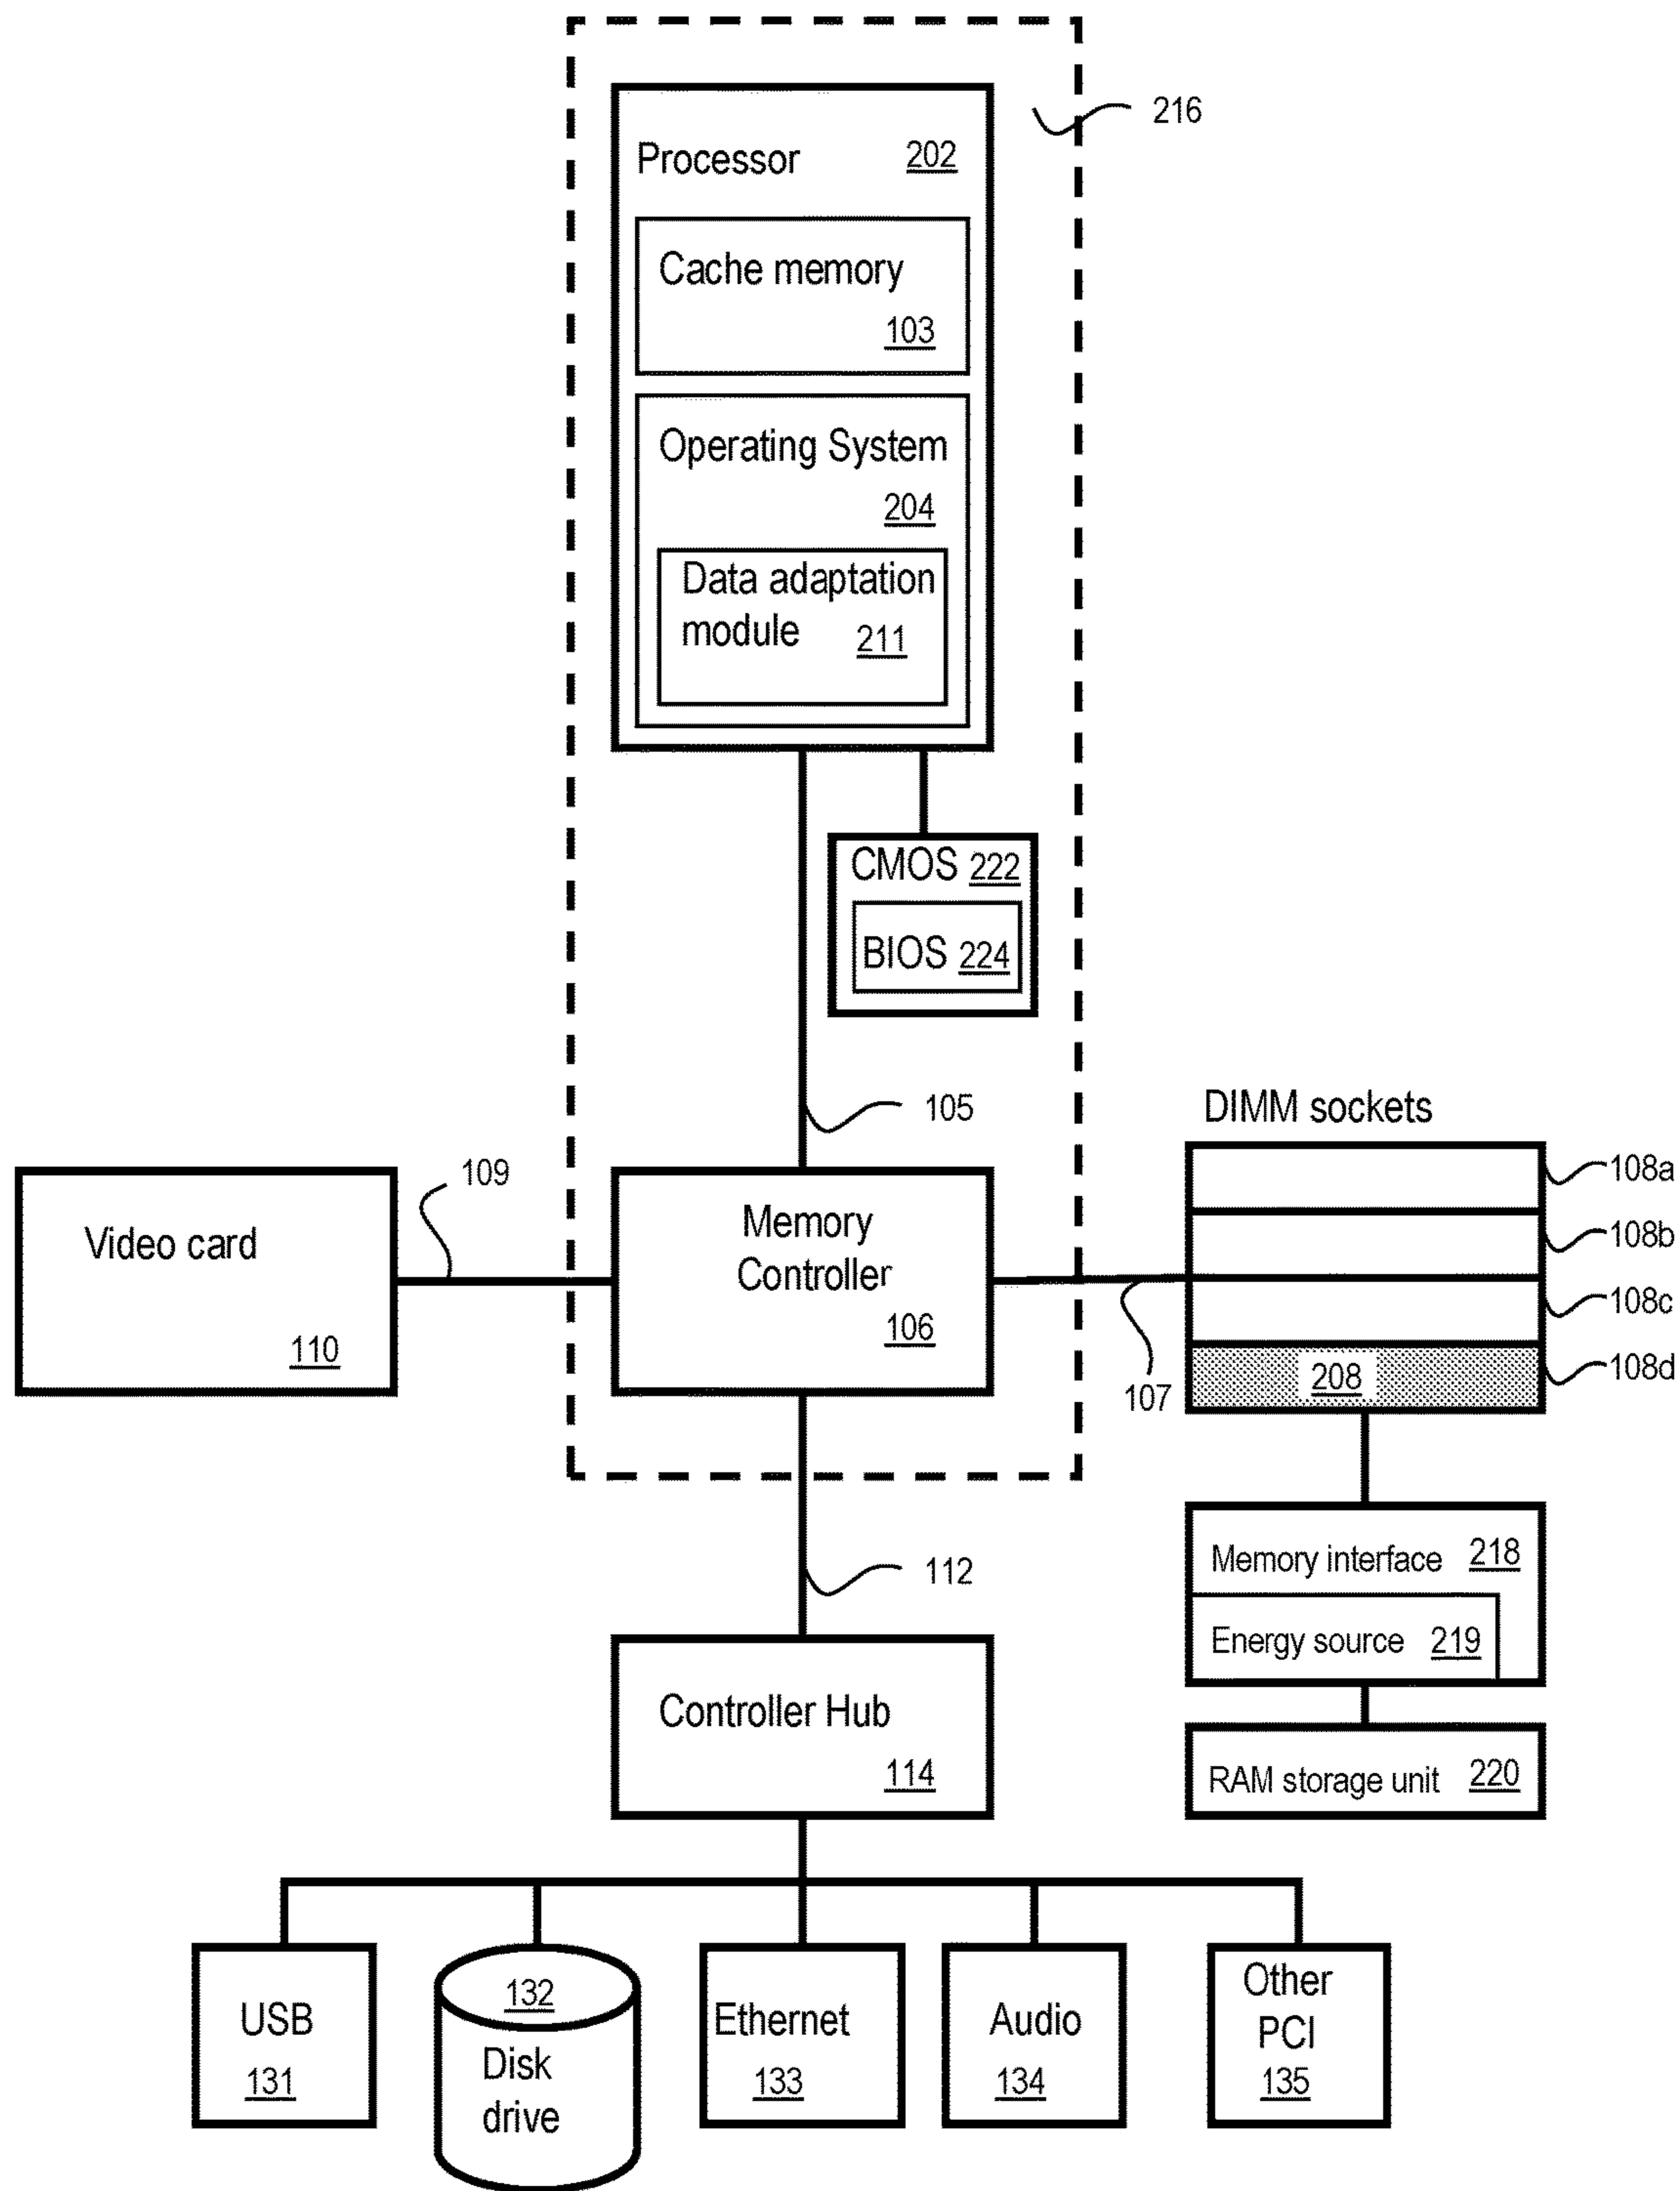 216
Processor 202
Cache memory
103
Operating System
204
Data adaptation
module 211
CMOS 222
BIOS 224
105
DIMM sockets
108a
108b
108c
208 108d
107
109
Video card
110
Memory
Controller
106
Memory interface 218
Energy source 219
RAM storage unit 220
112
Controller Hub
114
USB
131
132
Disk
drive
Ethernet
133
Audio
134
Other
PCI
135